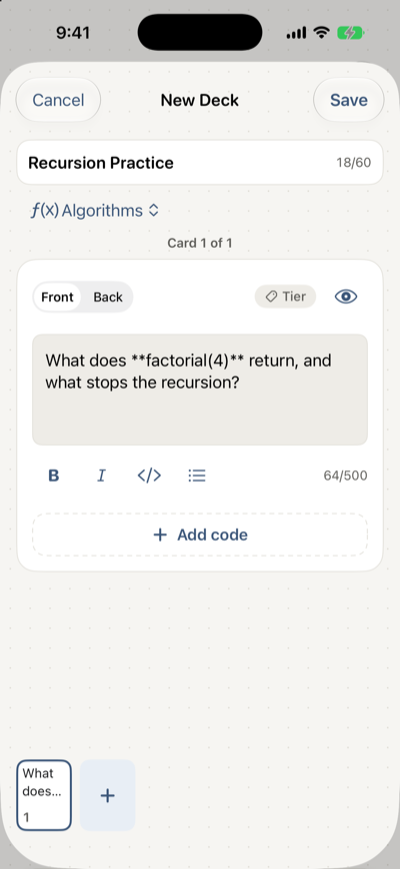 9:41
Cancel
New Deck
Save
Recursion Practice
18/60
ƒ(x) Algorithms
Card 1 of 1
Front
Back
Tier
What does **factorial(4)** return, and
what stops the recursion?
B
I
</>
64/500
+ Add code
What
does...
1
+